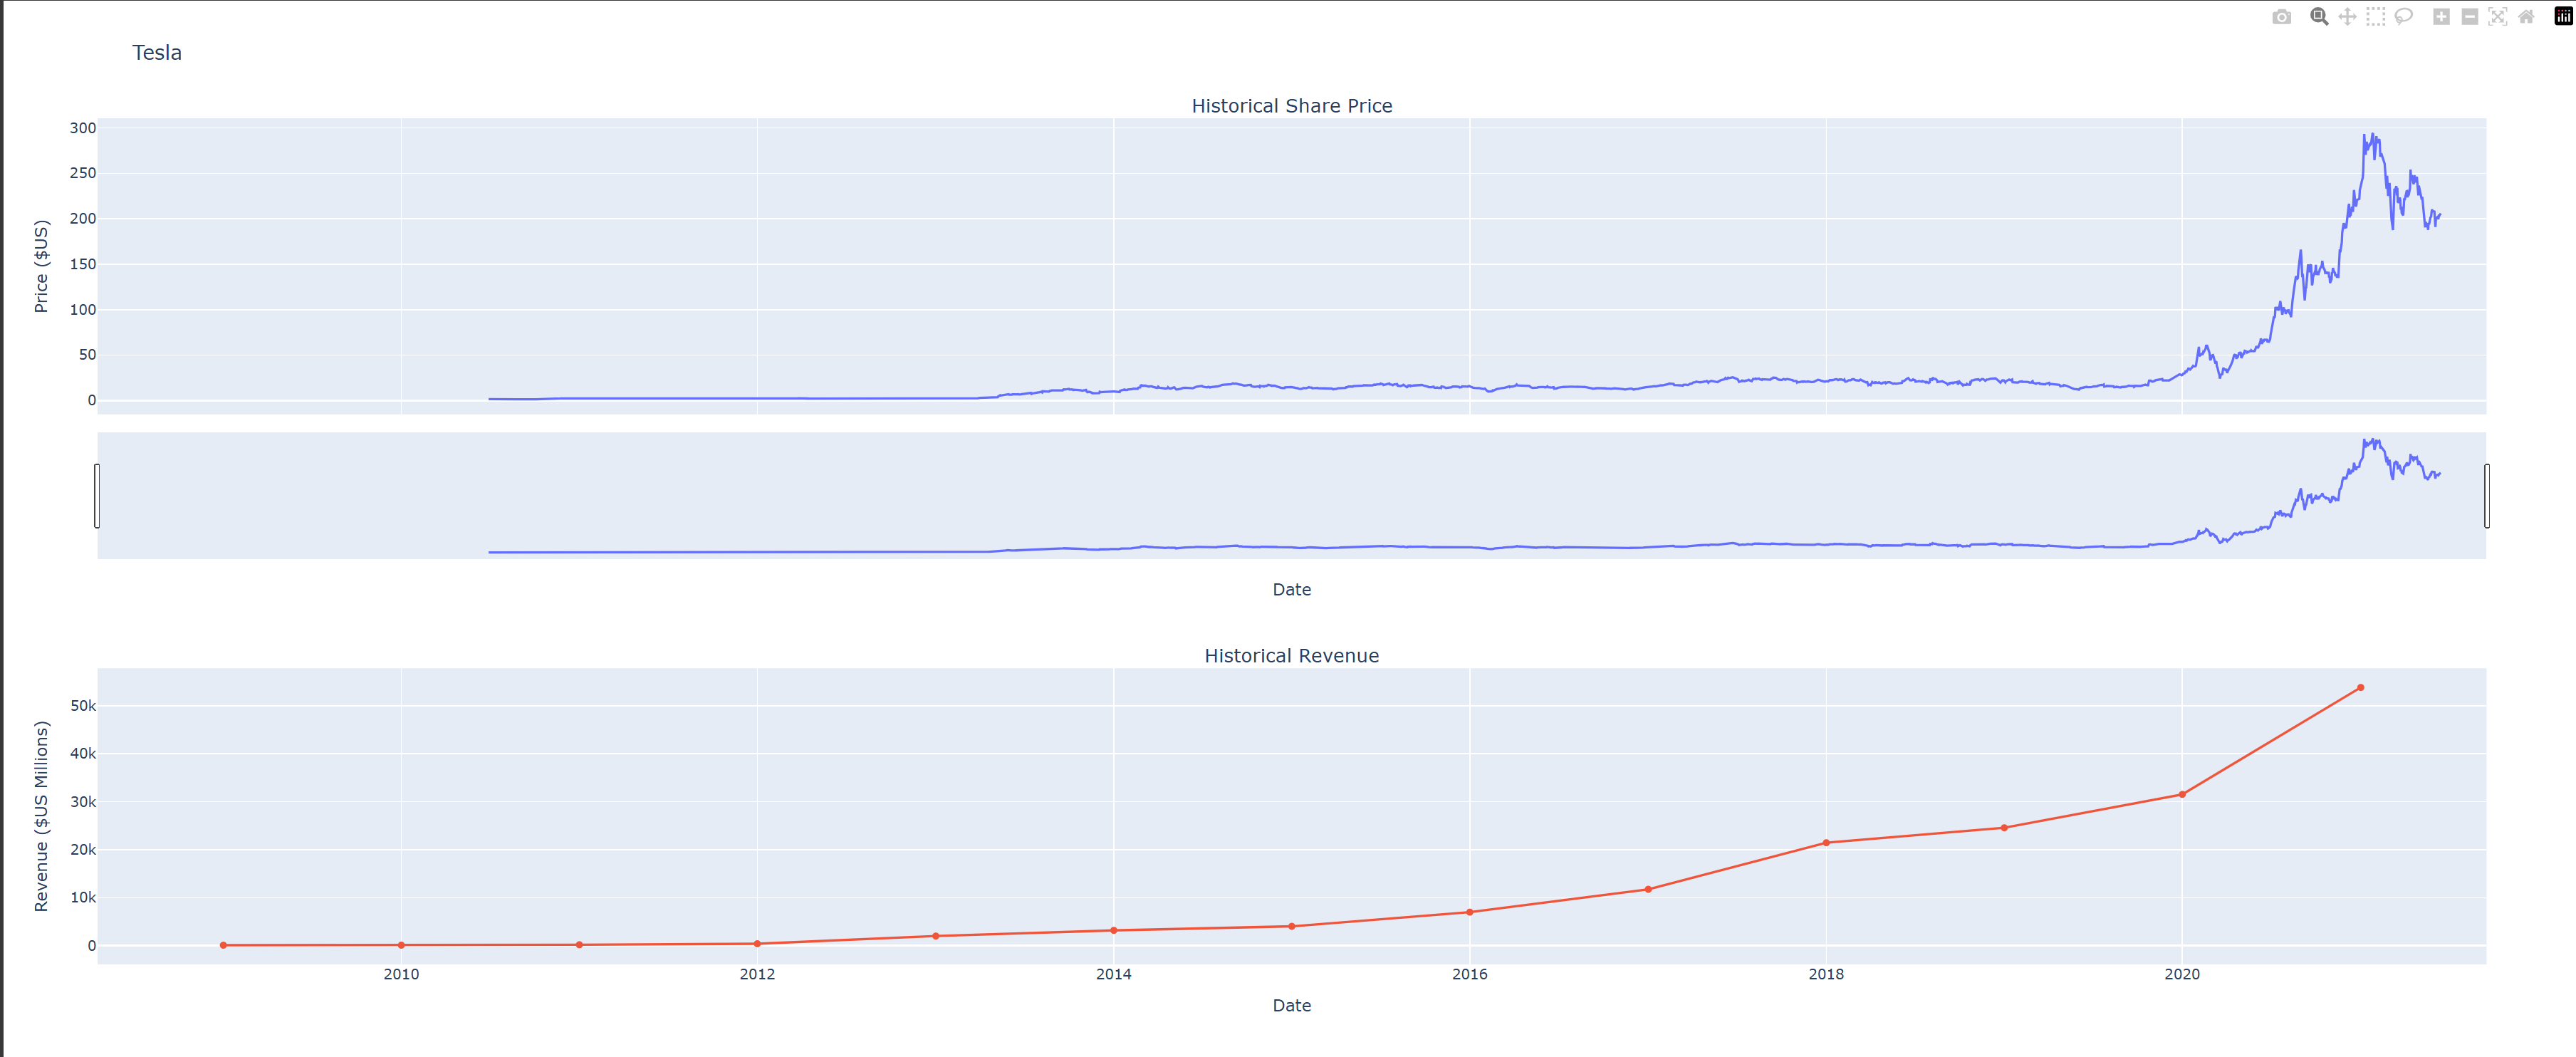 Tesla
Historical Share Price
300
250
200
150
100
50
0
Price ($US)
Date
Historical Revenue
50k
40k
30k
20k
10k
0
Revenue ($US Millions)
2010 2012 2014 2016 2018 2020
Date